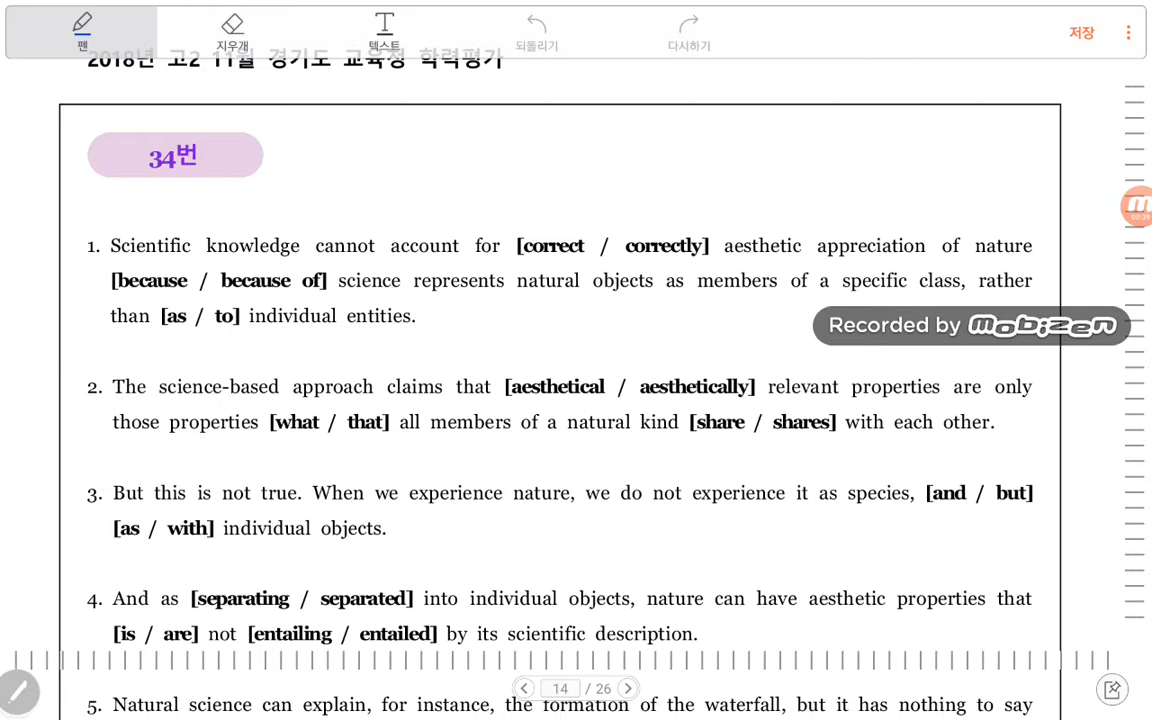 펜
지우개
텍스트
되돌리기
다시하기
저장
2018년 고2 11월 경기도 교육청 학력평가
34번
00:39
1. Scientific knowledge cannot account for [correct / correctly] aesthetic appreciation of nature
[because / because of] science represents natural objects as members of a specific class, rather
than [as / to] individual entities.
Recorded by mobizen
2. The science-based approach claims that [aesthetical / aesthetically] relevant properties are only
those properties [what / that] all members of a natural kind [share / shares] with each other.
3. But this is not true. When we experience nature, we do not experience it as species, [and / but]
[as / with] individual objects.
4. And as [separating / separated] into individual objects, nature can have aesthetic properties that
[is / are] not [entailing / entailed] by its scientific description.
14 / 26
5. Natural science can explain, for instance, the formation of the waterfall, but it has nothing to say